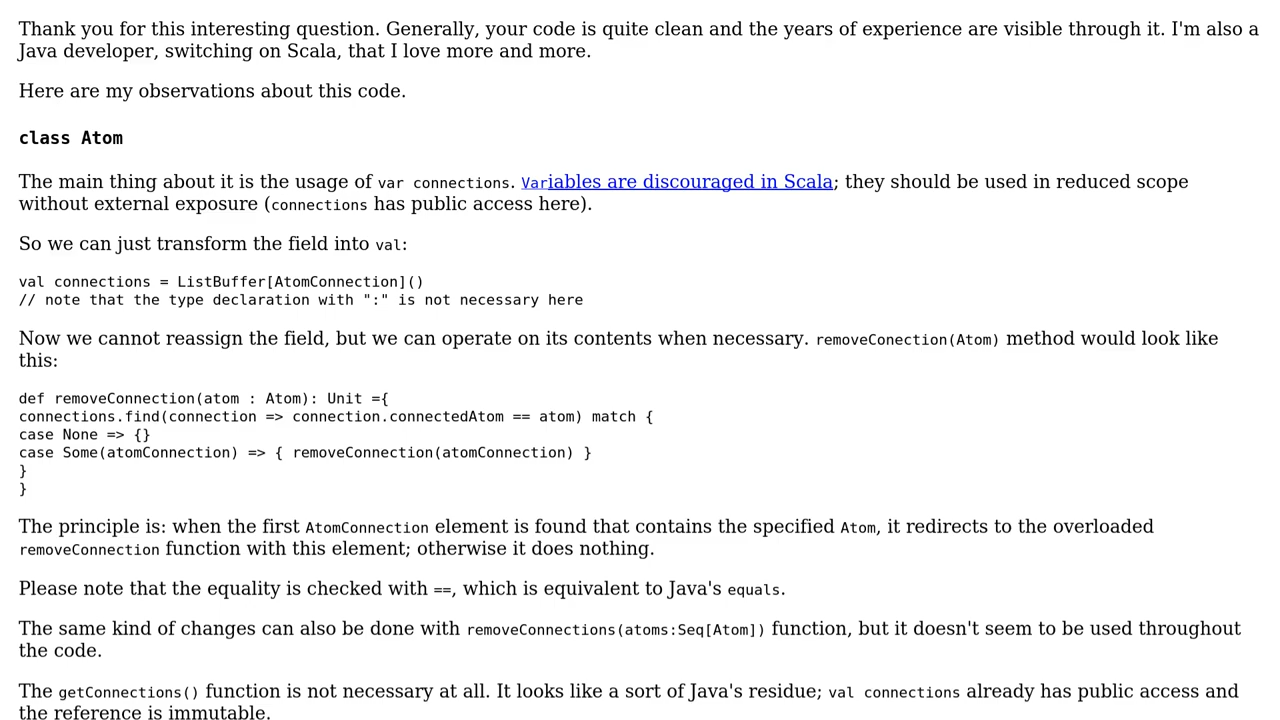 Thank you for this interesting question. Generally, your code is quite clean and the years of experience are visible through it. I'm also a
Java developer, switching on Scala, that I love more and more.
Here are my observations about this code.
class Atom
The main thing about it is the usage of var connections. Variables are discouraged in Scala; they should be used in reduced scope
without external exposure (connections has public access here).
So we can just transform the field into val:
val connections = ListBuffer[AtomConnection]()
// note that the type declaration with ":" is not necessary here
Now we cannot reassign the field, but we can operate on its contents when necessary. removeConection(Atom) method would look like
this:
def removeConnection(atom : Atom): Unit ={
connections.find(connection => connection.connectedAtom == atom) match {
case None => {}
case Some(atomConnection) => { removeConnection(atomConnection) }
}
}
The principle is: when the first AtomConnection element is found that contains the specified Atom, it redirects to the overloaded
removeConnection function with this element; otherwise it does nothing.
Please note that the equality is checked with ==, which is equivalent to Java's equals.
The same kind of changes can also be done with removeConnections(atoms:Seq[Atom]) function, but it doesn't seem to be used throughout
the code.
The getConnections() function is not necessary at all. It looks like a sort of Java's residue; val connections already has public access and
the reference is immutable.